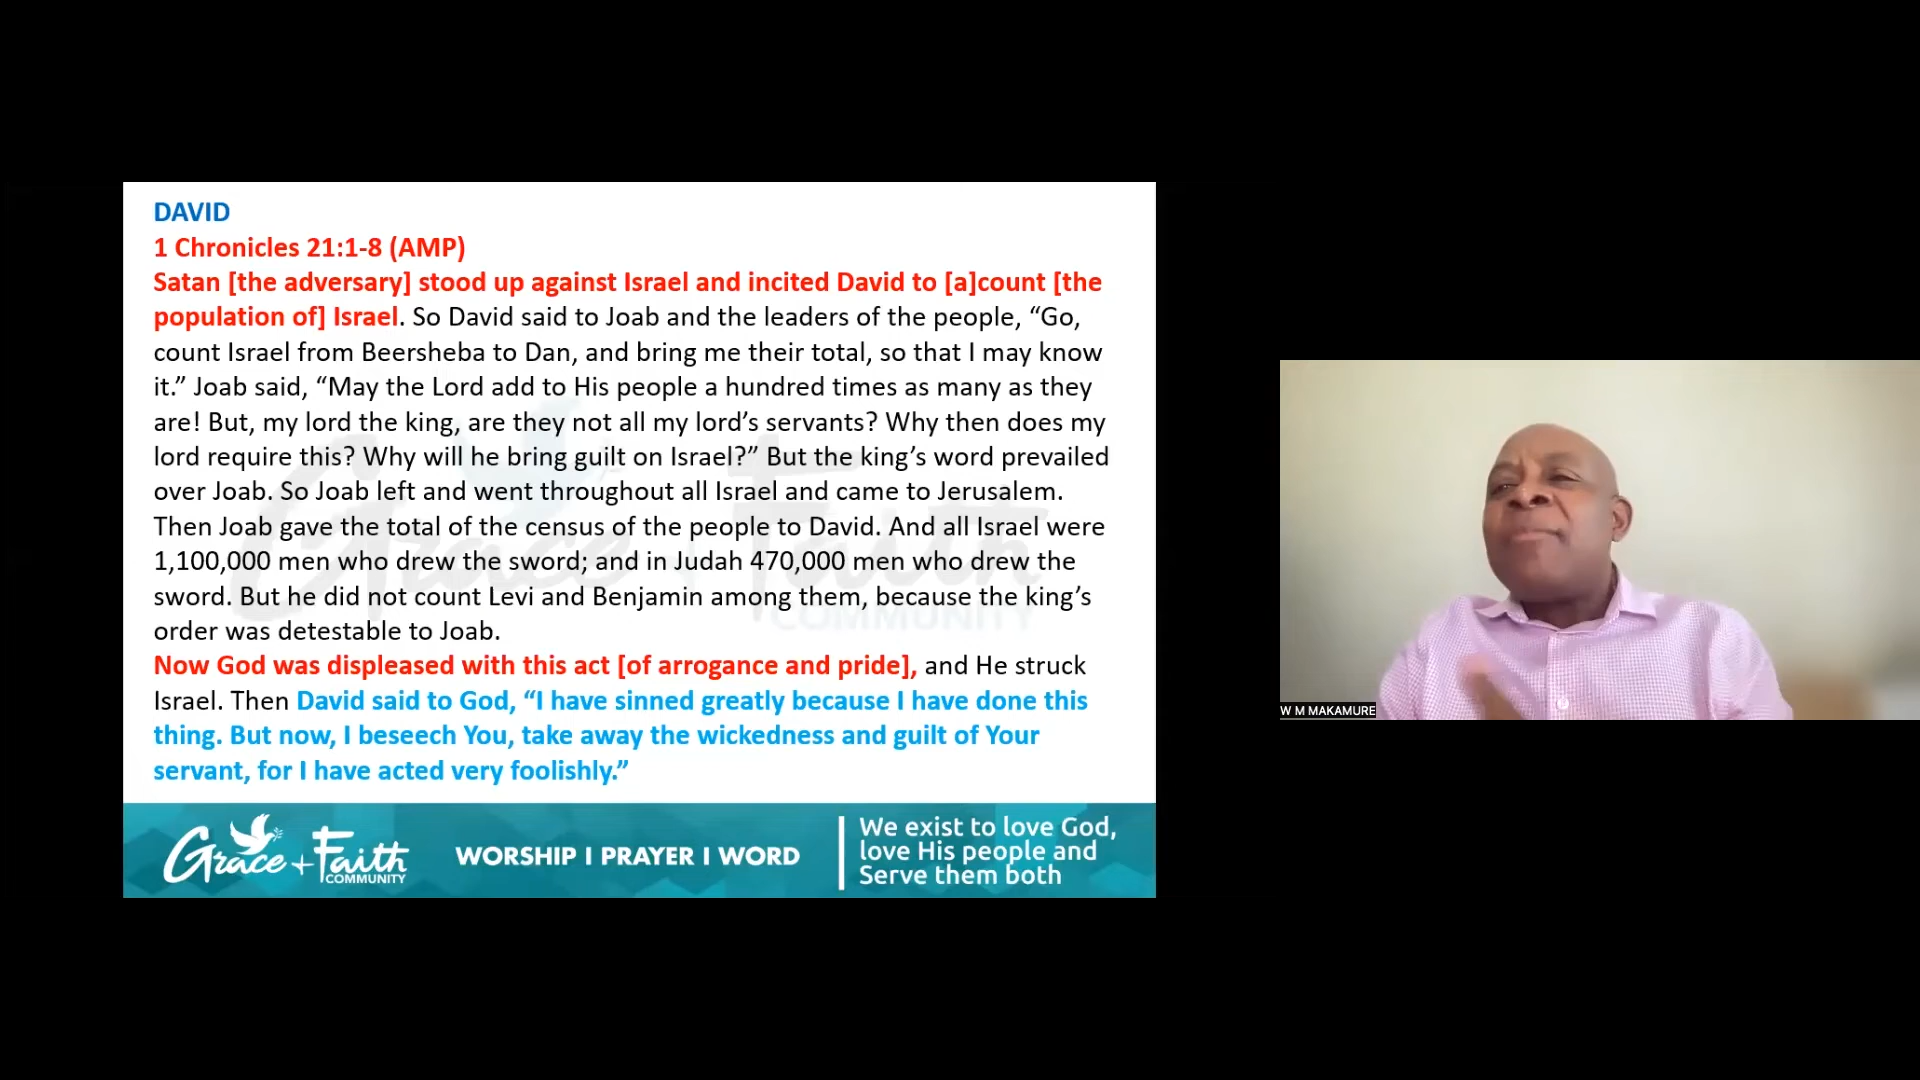 DAVID
1 Chronicles 21:1-8 (AMP)
Satan [the adversary] stood up against Israel and incited David to [a]count [the
population of] Israel. So David said to Joab and the leaders of the people, “Go,
count Israel from Beersheba to Dan, and bring me their total, so that I may know
it.” Joab said, “May the Lord add to His people a hundred times as many as they
are! But, my lord the king, are they not all my lord’s servants? Why then does my
lord require this? Why will he bring guilt on Israel?” But the king’s word prevailed
over Joab. So Joab left and went throughout all Israel and came to Jerusalem.
Then Joab gave the total of the census of the people to David. And all Israel were
1,100,000 men who drew the sword; and in Judah 470,000 men who drew the
sword. But he did not count Levi and Benjamin among them, because the king’s
order was detestable to Joab.
Now God was displeased with this act [of arrogance and pride], and He struck
Israel. Then David said to God, “I have sinned greatly because I have done this
thing. But now, I beseech You, take away the wickedness and guilt of Your
servant, for I have acted very foolishly.”
Grace + Faith
COMMUNITY
Grace + Faith
COMMUNITY
WORSHIP | PRAYER | WORD
We exist to love God,
love His people and
Serve them both
W M MAKAMURE